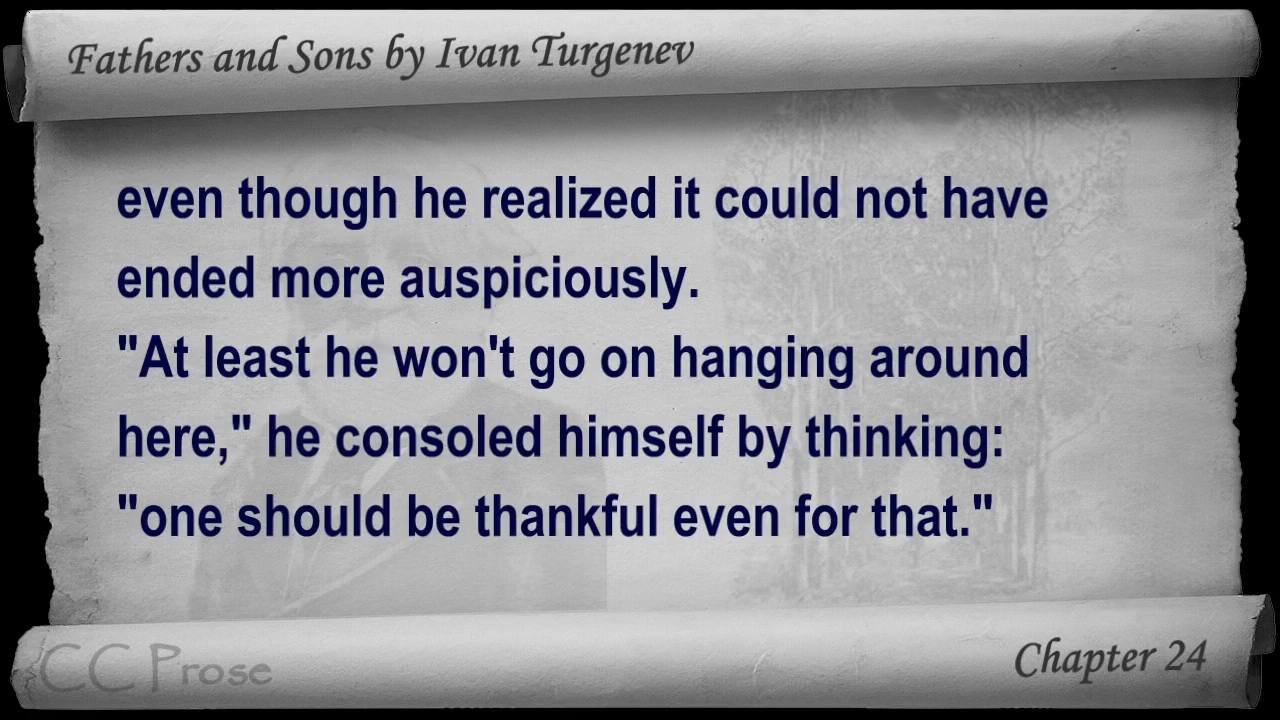 Fathers and Sons by Ivan Turgenev
even though he realized it could not have
ended more auspiciously.
"At least he won't go on hanging around
here," he consoled himself by thinking:
"one should be thankful even for that."
CC Prose
Chapter 24